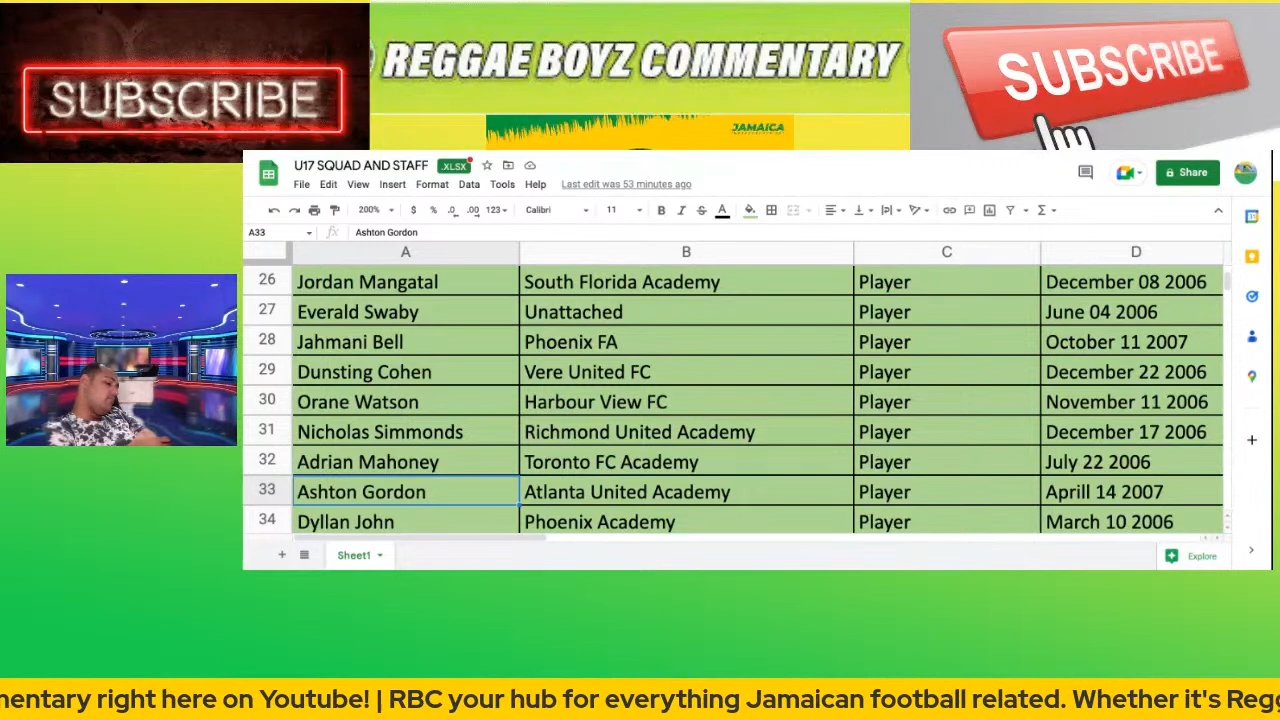 SUBSCRIBE
REGGAE BOYZ COMMENTARY
SUBSCRIBE
JAMAICA
U17 SQUAD AND STAFF .XLSX
File Edit View Insert Format Data Tools Help Last edit was 53 minutes ago
Share
200% $ % .0 .00 123 Calibri 11 B I S A
A33 fx Ashton Gordon
A B C D
26 Jordan Mangatal South Florida Academy Player December 08 2006
27 Everald Swaby Unattached Player June 04 2006
28 Jahmani Bell Phoenix FA Player October 11 2007
29 Dunsting Cohen Vere United FC Player December 22 2006
30 Orane Watson Harbour View FC Player November 11 2006
31 Nicholas Simmonds Richmond United Academy Player December 17 2006
32 Adrian Mahoney Toronto FC Academy Player July 22 2006
33 Ashton Gordon Atlanta United Academy Player Aprill 14 2007
34 Dyllan John Phoenix Academy Player March 10 2006
Sheet1 Explore
mentary right here on Youtube! | RBC your hub for everything Jamaican football related. Whether it's Regg